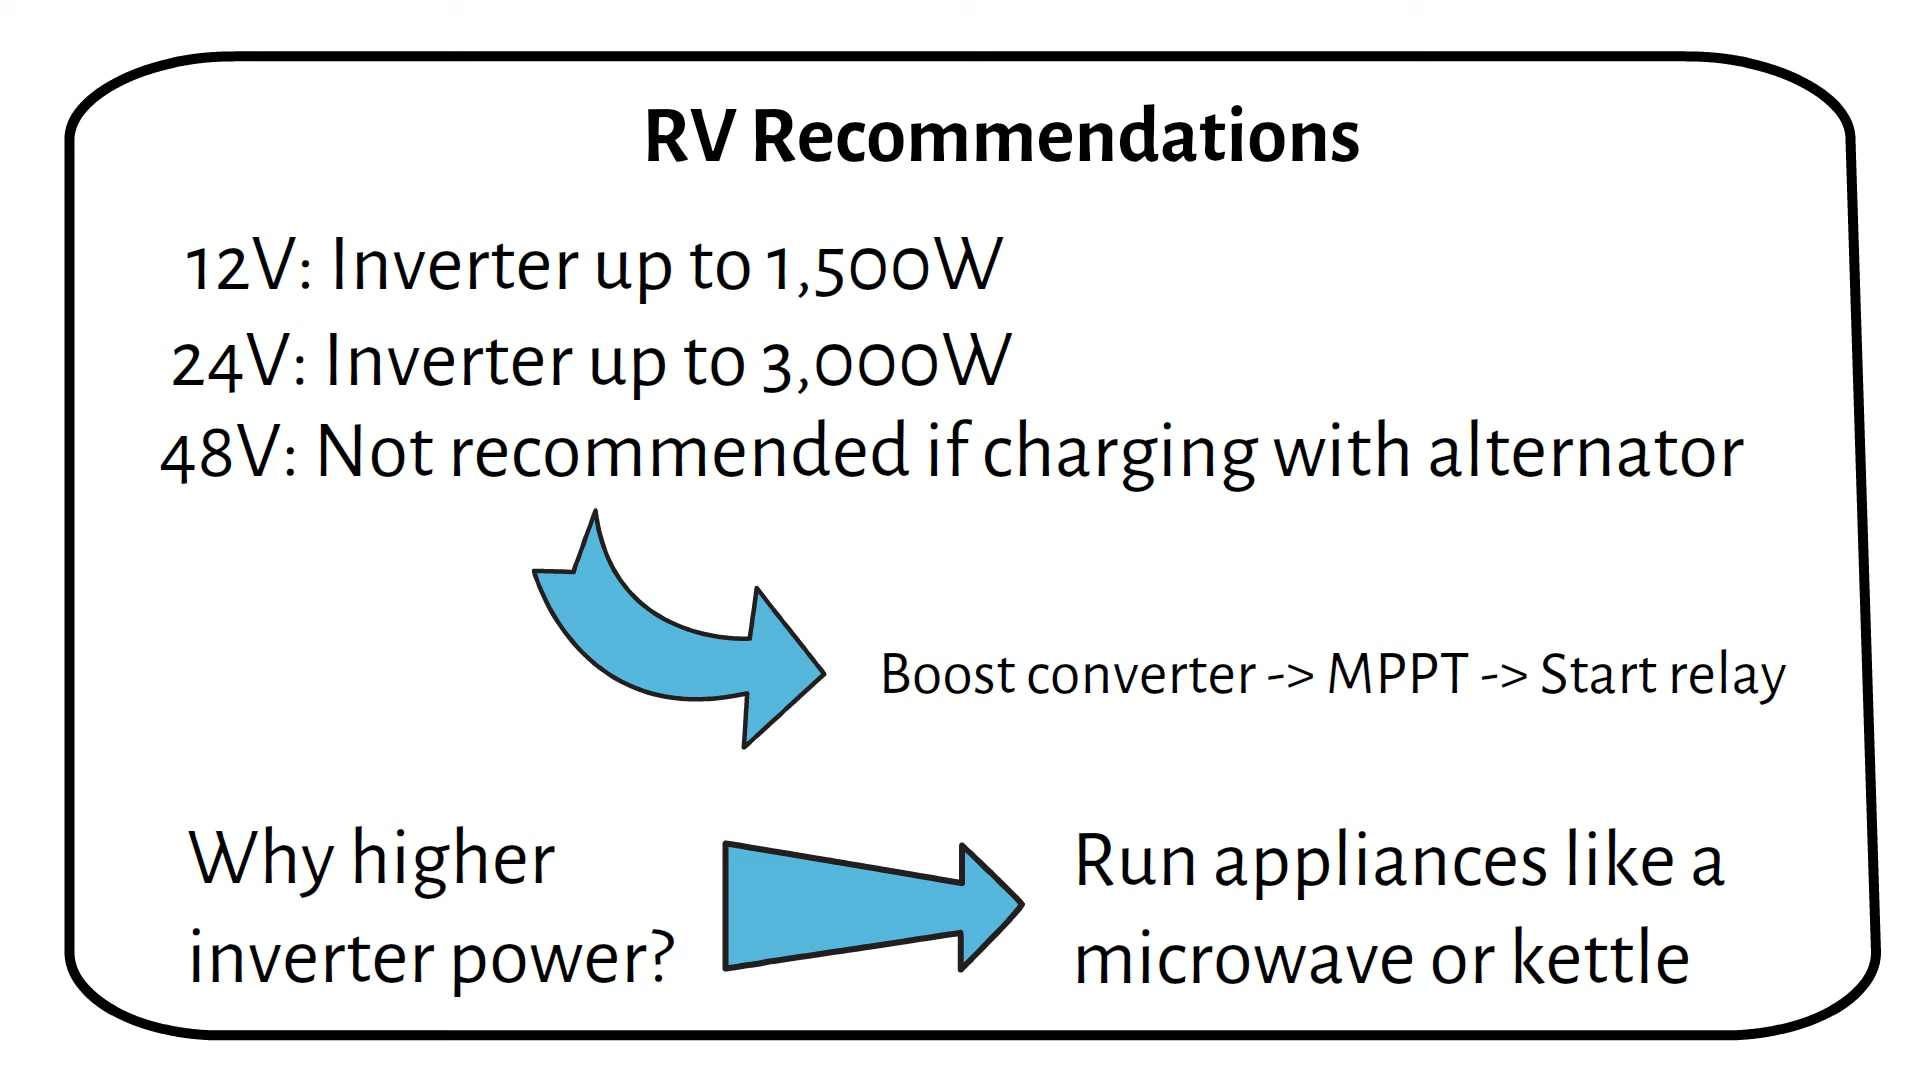 RV Recommendations
12V: Inverter up to 1,500W
24V: Inverter up to 3,000W
48V: Not recommended if charging with alternator
Boost converter -> MPPT -> Start relay
Why higher
inverter power?
Run appliances like a
microwave or kettle